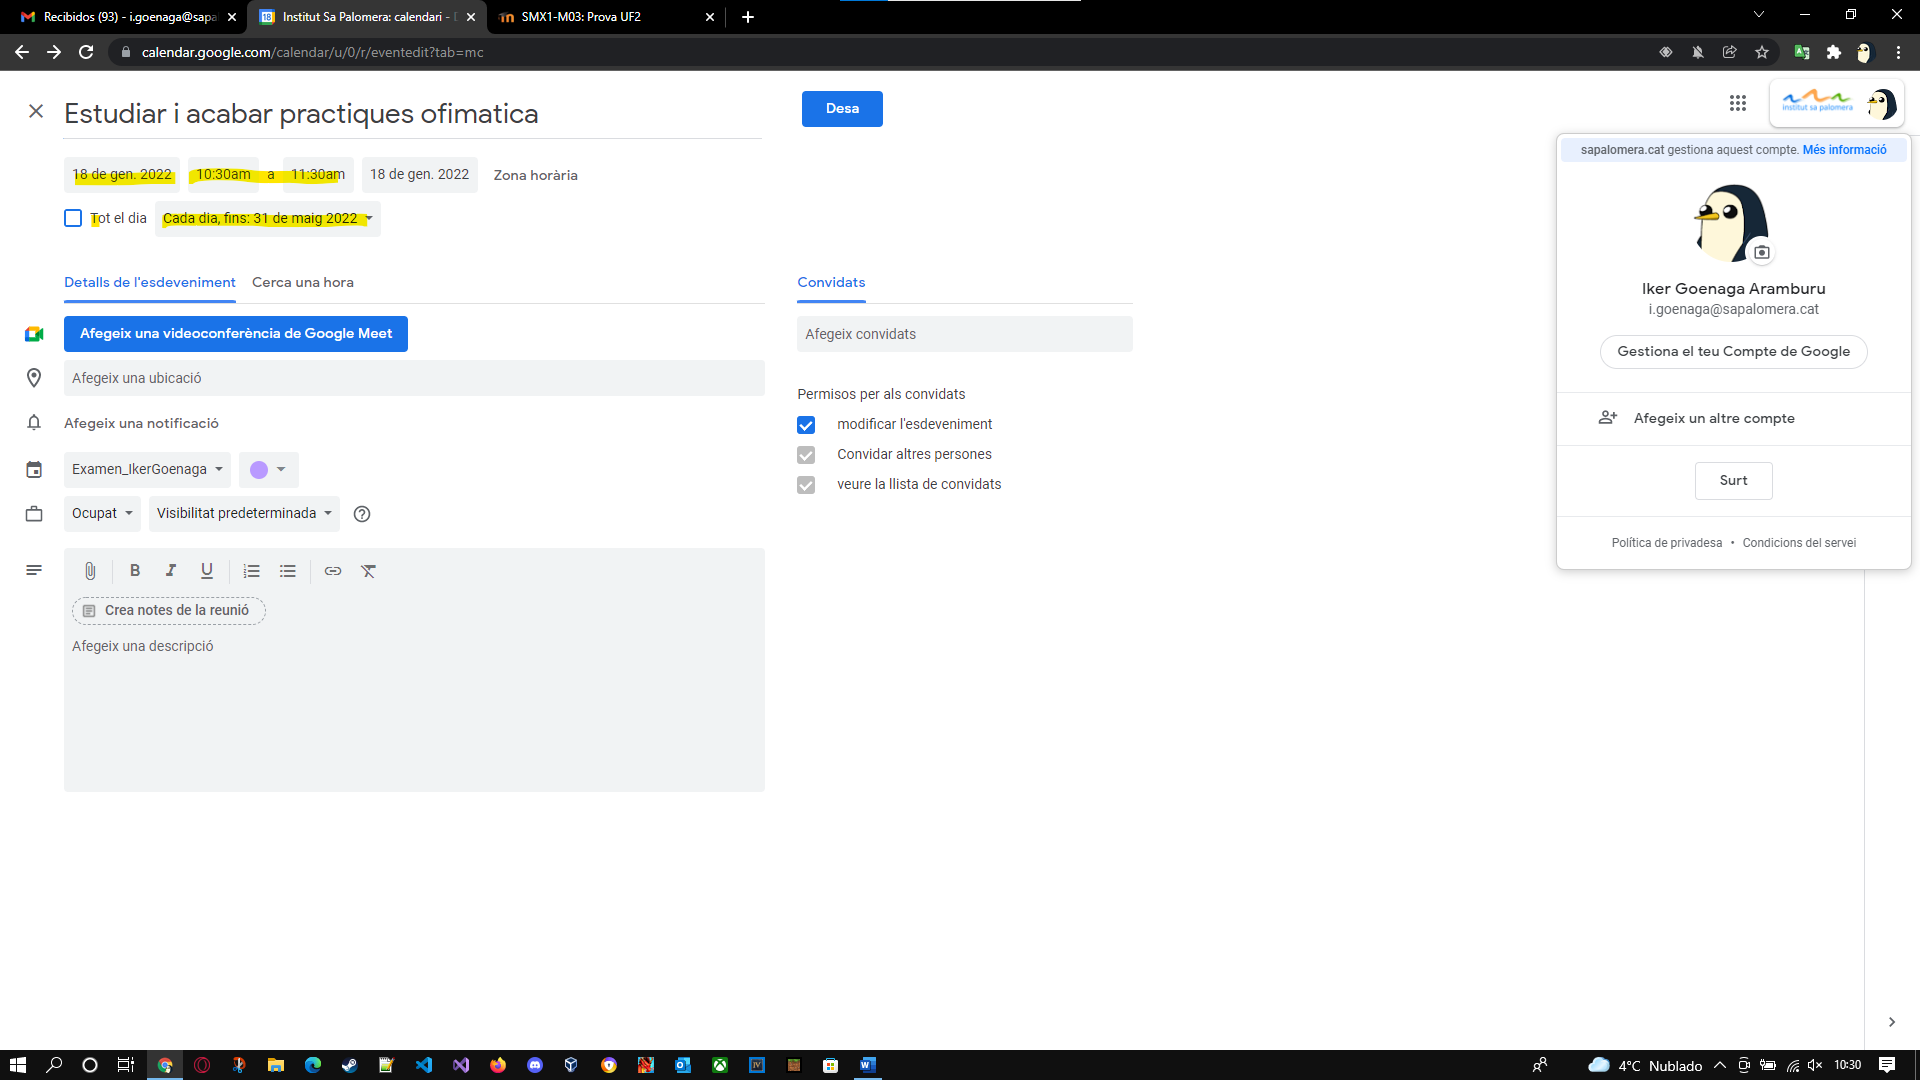 Recibidos (93) - i.goenaga@sapa
Institut Sa Palomera: calendari - D
SMX1-M03: Prova UF2
calendar.google.com/calendar/u/0/r/eventedit?tab=mc
Estudiar i acabar practiques ofimatica
Desa
institut sa palomera
18 de gen. 2022 10:30am a 11:30am 18 de gen. 2022 Zona horària
Tot el dia Cada dia, fins: 31 de maig 2022
Detalls de l'esdeveniment Cerca una hora
Afegeix una videoconferència de Google Meet
Afegeix una ubicació
Afegeix una notificació
Examen_IkerGoenaga
Ocupat Visibilitat predeterminada
B I U
Crea notes de la reunió
Afegeix una descripció
Convidats
Afegeix convidats
Permisos per als convidats
modificar l'esdeveniment
Convidar altres persones
veure la llista de convidats
sapalomera.cat gestiona aquest compte. Més informació
Iker Goenaga Aramburu
i.goenaga@sapalomera.cat
Gestiona el teu Compte de Google
Afegeix un altre compte
Surt
Política de privadesa • Condicions del servei
4°C Nublado 10:30